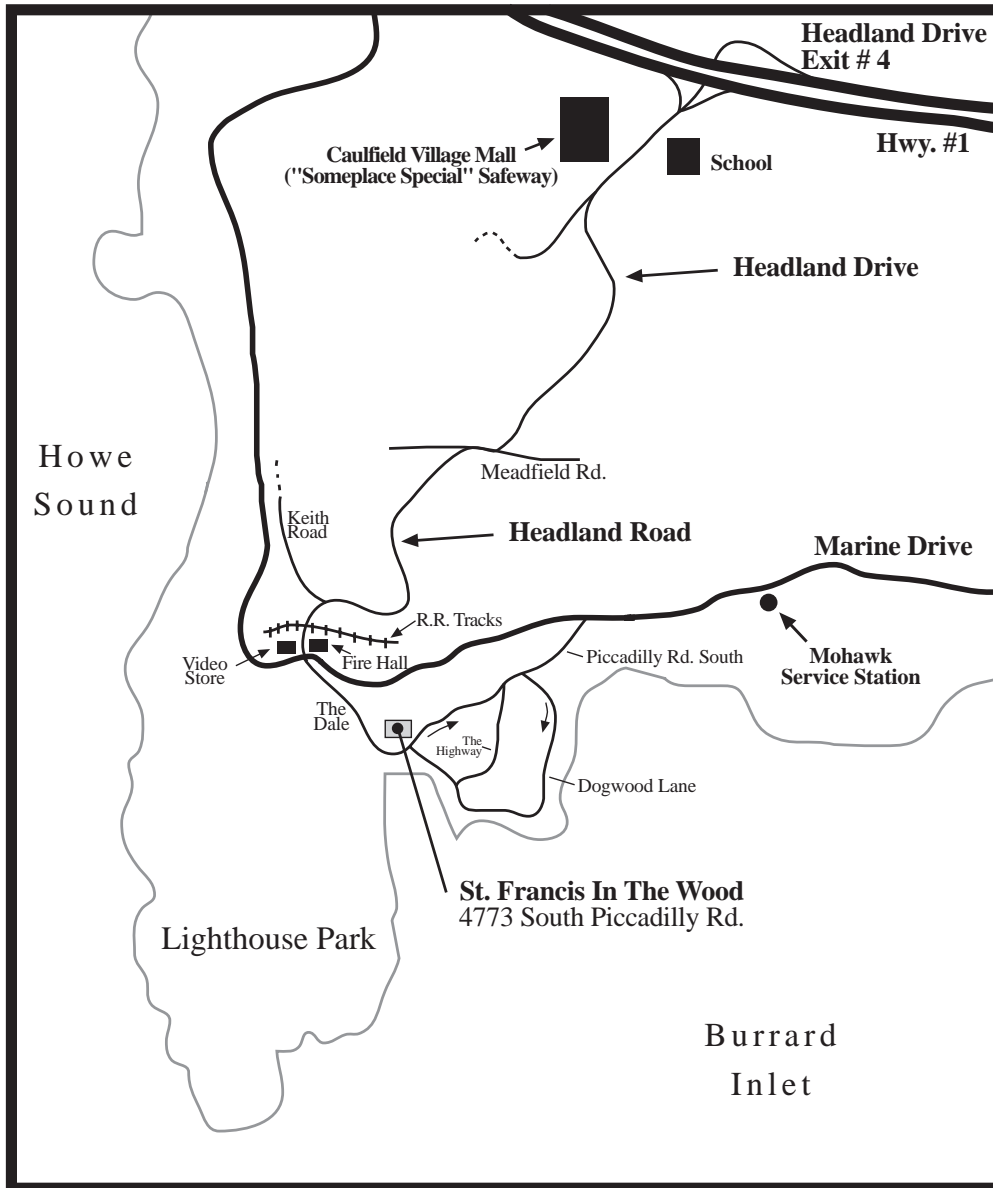 Headland Drive
Exit # 4
Hwy. #1
Caulfield Village Mall
("Someplace Special" Safeway)
School
Headland Drive
Howe
Sound
Meadfield Rd.
Keith
Road
Headland Road
Marine Drive
R.R. Tracks
Video
Store
Fire Hall
Piccadilly Rd. South
Mohawk
Service Station
The
Dale
The
Highway
Dogwood Lane
St. Francis In The Wood
4773 South Piccadilly Rd.
Lighthouse Park
Burrard
Inlet